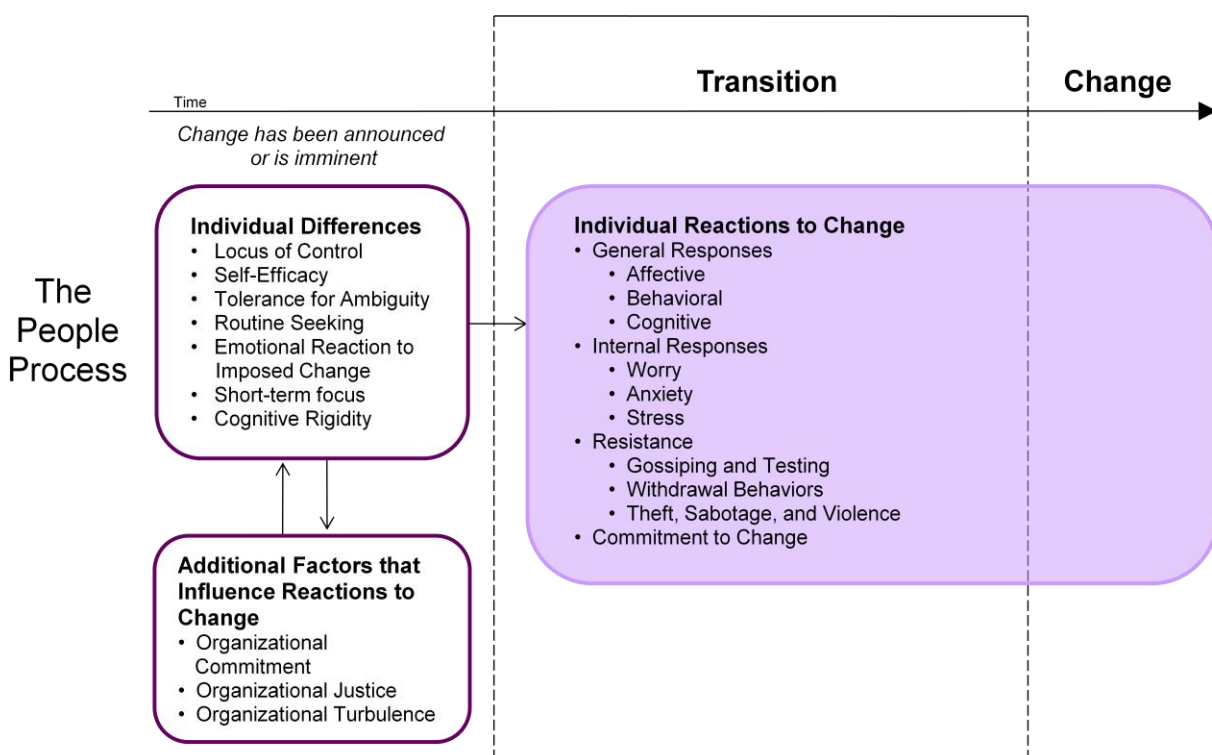 Transition
Change
Time
Change has been announced
or is imminent
The
People
Process
Individual Differences
• Locus of Control
• Self-Efficacy
• Tolerance for Ambiguity
• Routine Seeking
• Emotional Reaction to
Imposed Change
• Short-term focus
• Cognitive Rigidity
Additional Factors that
Influence Reactions to
Change
• Organizational
Commitment
• Organizational Justice
• Organizational Turbulence
Individual Reactions to Change
• General Responses
• Affective
• Behavioral
• Cognitive
• Internal Responses
• Worry
• Anxiety
• Stress
• Resistance
• Gossiping and Testing
• Withdrawal Behaviors
• Theft, Sabotage, and Violence
• Commitment to Change